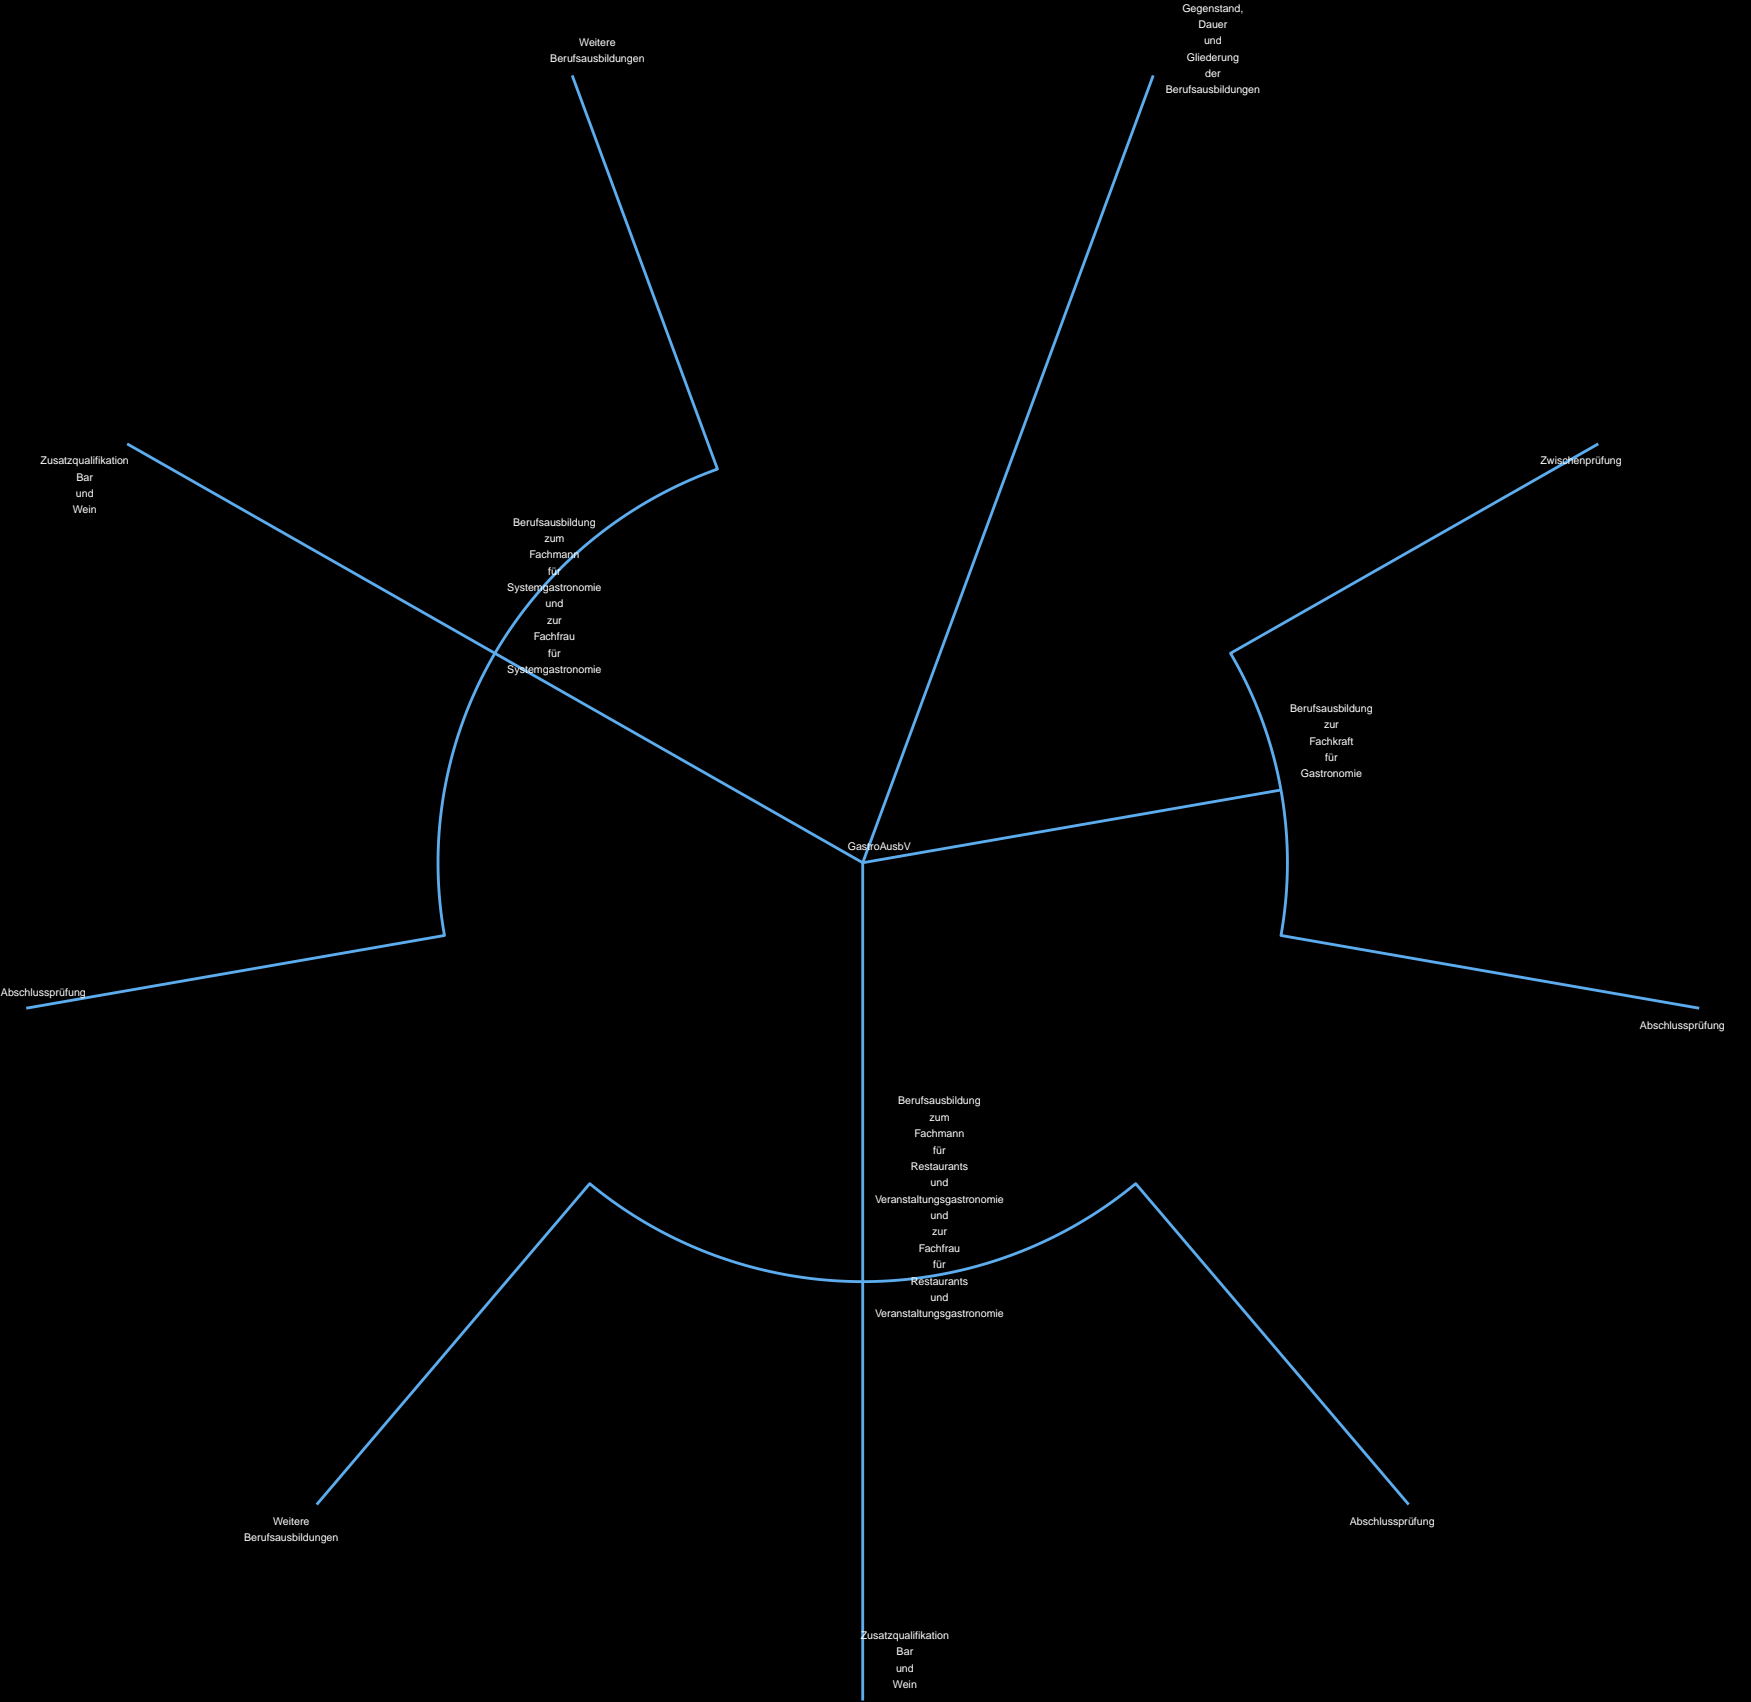 Gegenstand,
Dauer
und
Gliederung
der
Berufsausbildungen
Weitere
Berufsausbildungen
Zusatzqualifikation
Bar
und
Wein
Zwischenprüfung
Berufsausbildung
zum
Fachmann
für
Systemgastronomie
und
zur
Fachfrau
für
Systemgastronomie
Berufsausbildung
zur
Fachkraft
für
Gastronomie
GastroAusbV
Abschlussprüfung
Abschlussprüfung
Berufsausbildung
zum
Fachmann
für
Restaurants
und
Veranstaltungsgastronomie
und
zur
Fachfrau
für
Restaurants
und
Veranstaltungsgastronomie
Weitere
Berufsausbildungen
Abschlussprüfung
Zusatzqualifikation
Bar
und
Wein